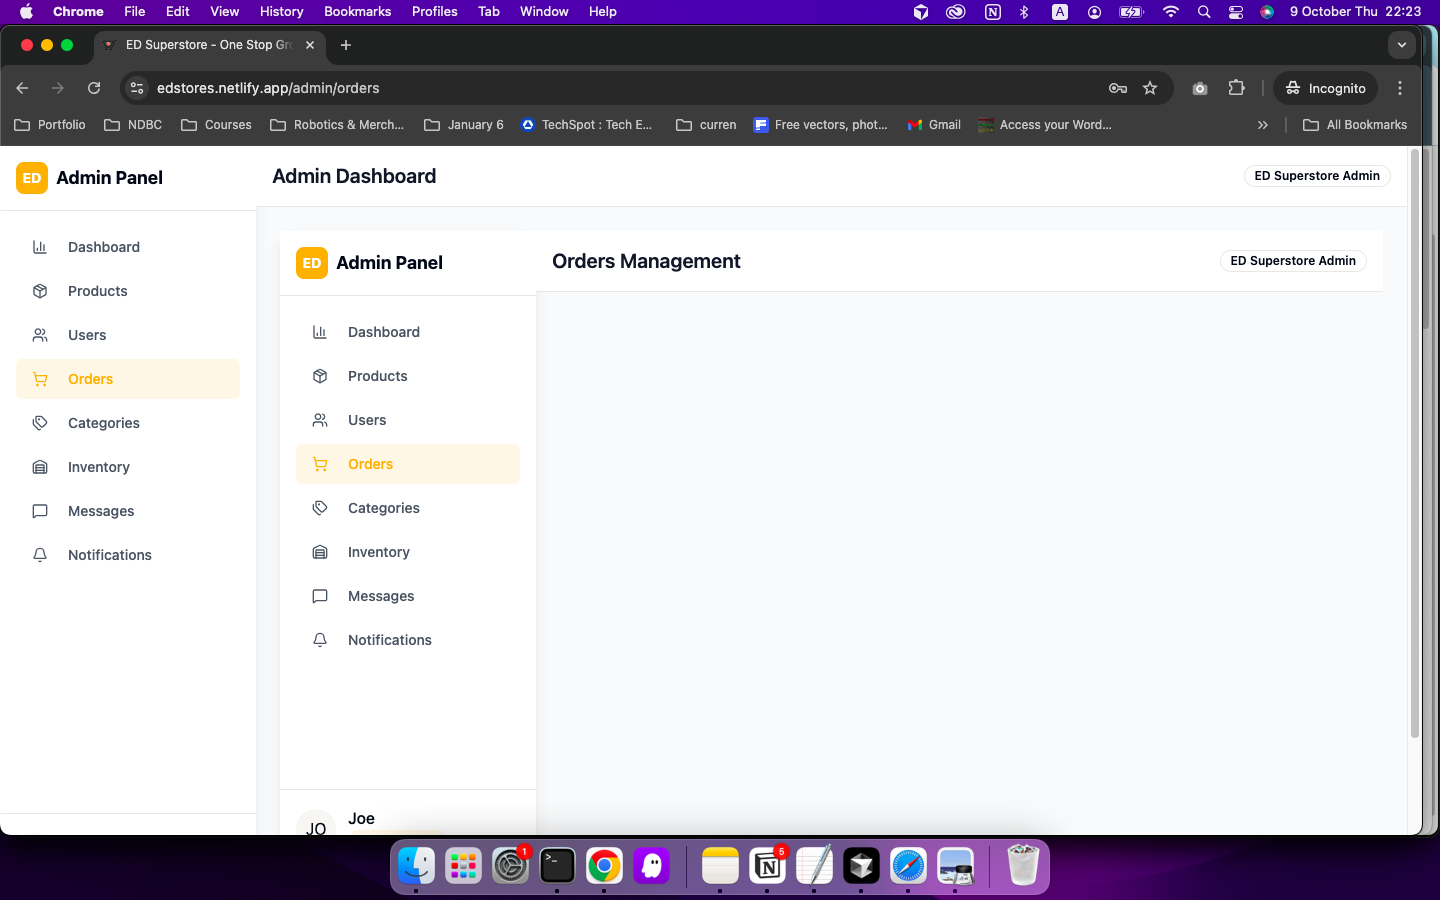 Chrome File Edit View History Bookmarks Profiles Tab Window Help
N A 9 October Thu 22:23
ED Superstore - One Stop Gr
edstores.netlify.app/admin/orders
Incognito
Portfolio NDBC Courses Robotics & Merch... January 6 TechSpot : Tech E... curren Free vectors, phot... Gmail Access your Word... All Bookmarks
ED Admin Panel
Admin Dashboard
ED Superstore Admin
Dashboard
Products
Users
Orders
Categories
Inventory
Messages
Notifications
ED Admin Panel
Orders Management
ED Superstore Admin
Dashboard
Products
Users
Orders
Categories
Inventory
Messages
Notifications
JO
Joe
1
5